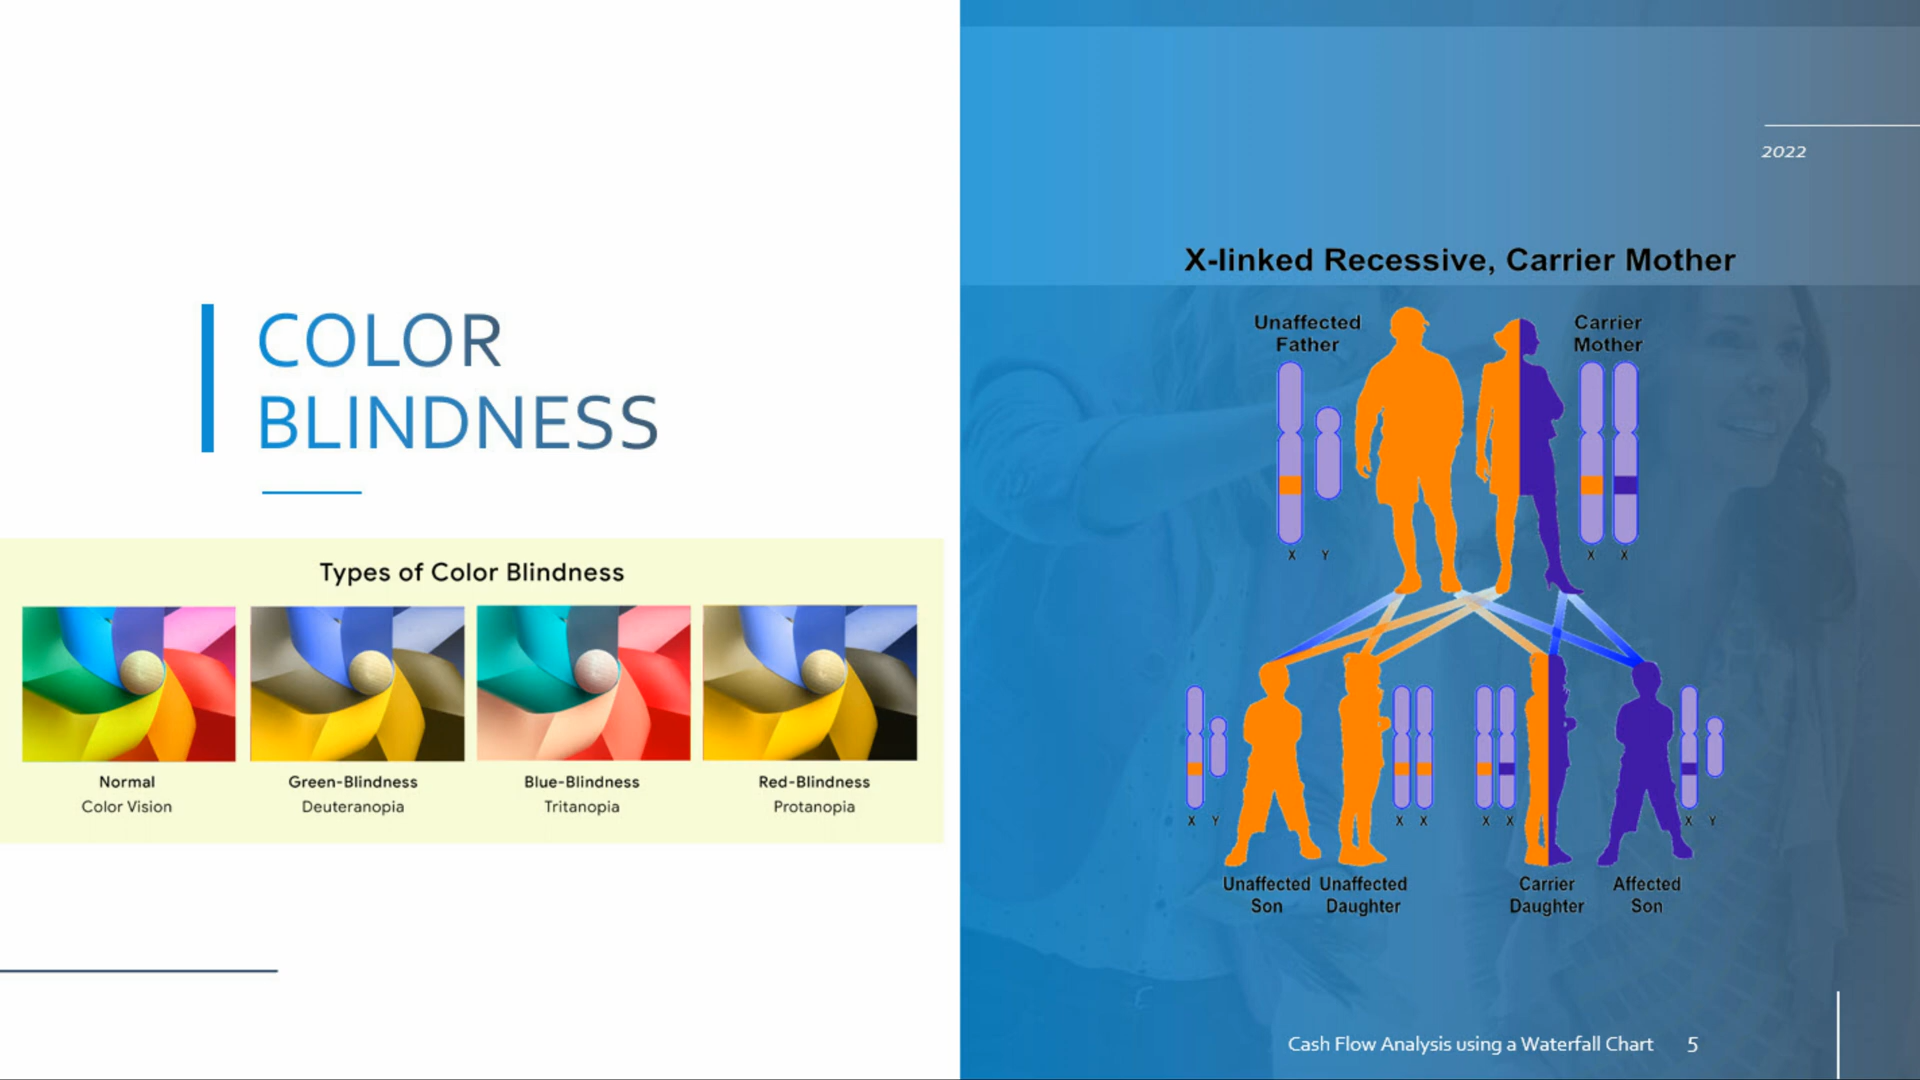 COLOR
BLINDNESS
Types of Color Blindness
Normal
Color Vision
Green-Blindness
Deuteranopia
Blue-Blindness
Tritanopia
Red-Blindness
Protanopia
2022
X-linked Recessive, Carrier Mother
Unaffected
Father
Carrier
Mother
X Y
X X
X Y
X X
X X
X Y
Unaffected
Son
Unaffected
Daughter
Carrier
Daughter
Affected
Son
Cash Flow Analysis using a Waterfall Chart 5